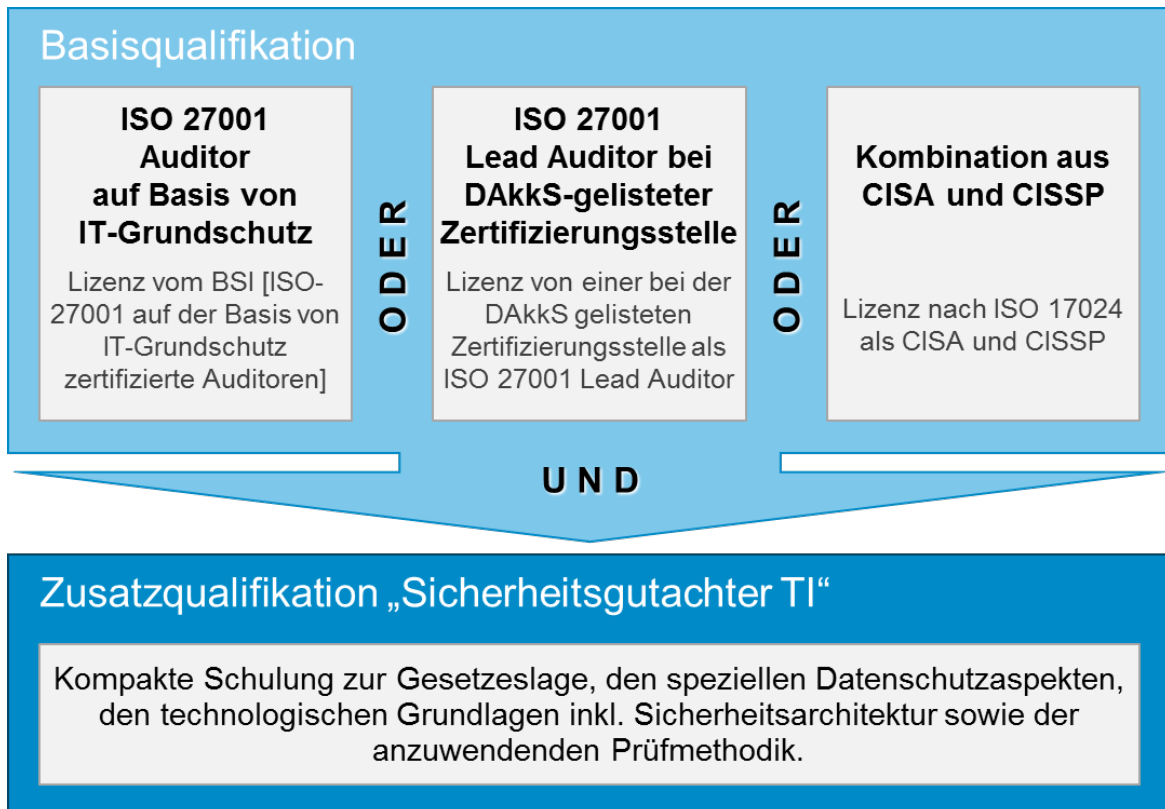 Basisqualifikation
ISO 27001
Auditor
auf Basis von
IT-Grundschutz
Lizenz vom BSI [ISO-
27001 auf der Basis von
IT-Grundschutz
zertifizierte Auditoren]
ODER
ISO 27001
Lead Auditor bei
DAkkS-gelisteter
Zertifizierungsstelle
Lizenz von einer bei der
DAkkS gelisteten
Zertifizierungsstelle als
ISO 27001 Lead Auditor
ODER
Kombination aus
CISA und CISSP
Lizenz nach ISO 17024
als CISA und CISSP
UND
Zusatzqualifikation „Sicherheitsgutachter TI“
Kompakte Schulung zur Gesetzeslage, den speziellen Datenschutzaspekten,
den technologischen Grundlagen inkl. Sicherheitsarchitektur sowie der
anzuwendenden Prüfmethodik.